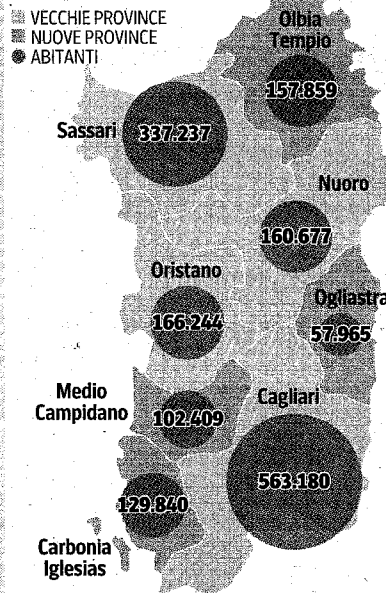 VECCHIE PROVINCE
NUOVE PROVINCE
ABITANTI
Olbia
Tempio
157.859
Sassari
337.237
Nuoro
160.677
Oristano
166.244
Ogliastra
57.965
Medio
Campidano
102.409
Cagliari
563.180
129.840
Carbonia
Iglesias